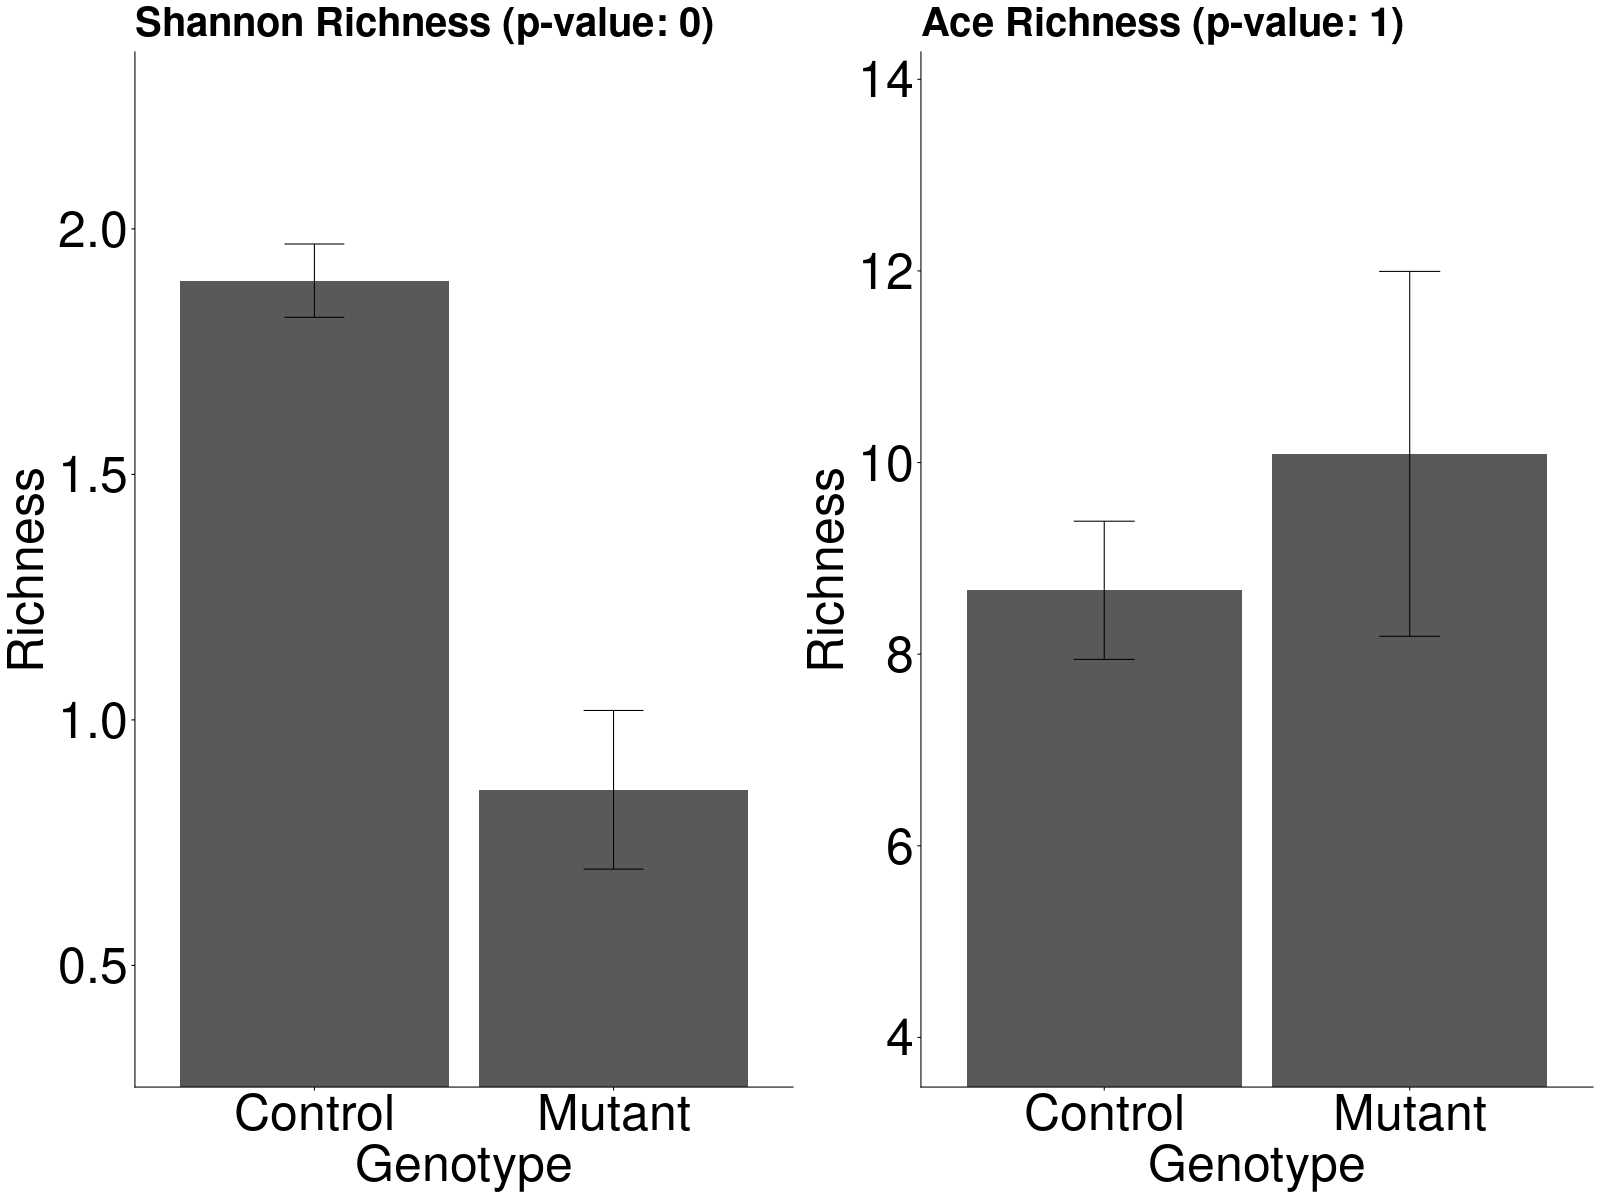 Shannon Richness (p-value: 0)
Richness
2.0
1.5
1.0
0.5
Control Mutant
Genotype
Ace Richness (p-value: 1)
Richness
14
12
10
8
6
4
Control Mutant
Genotype